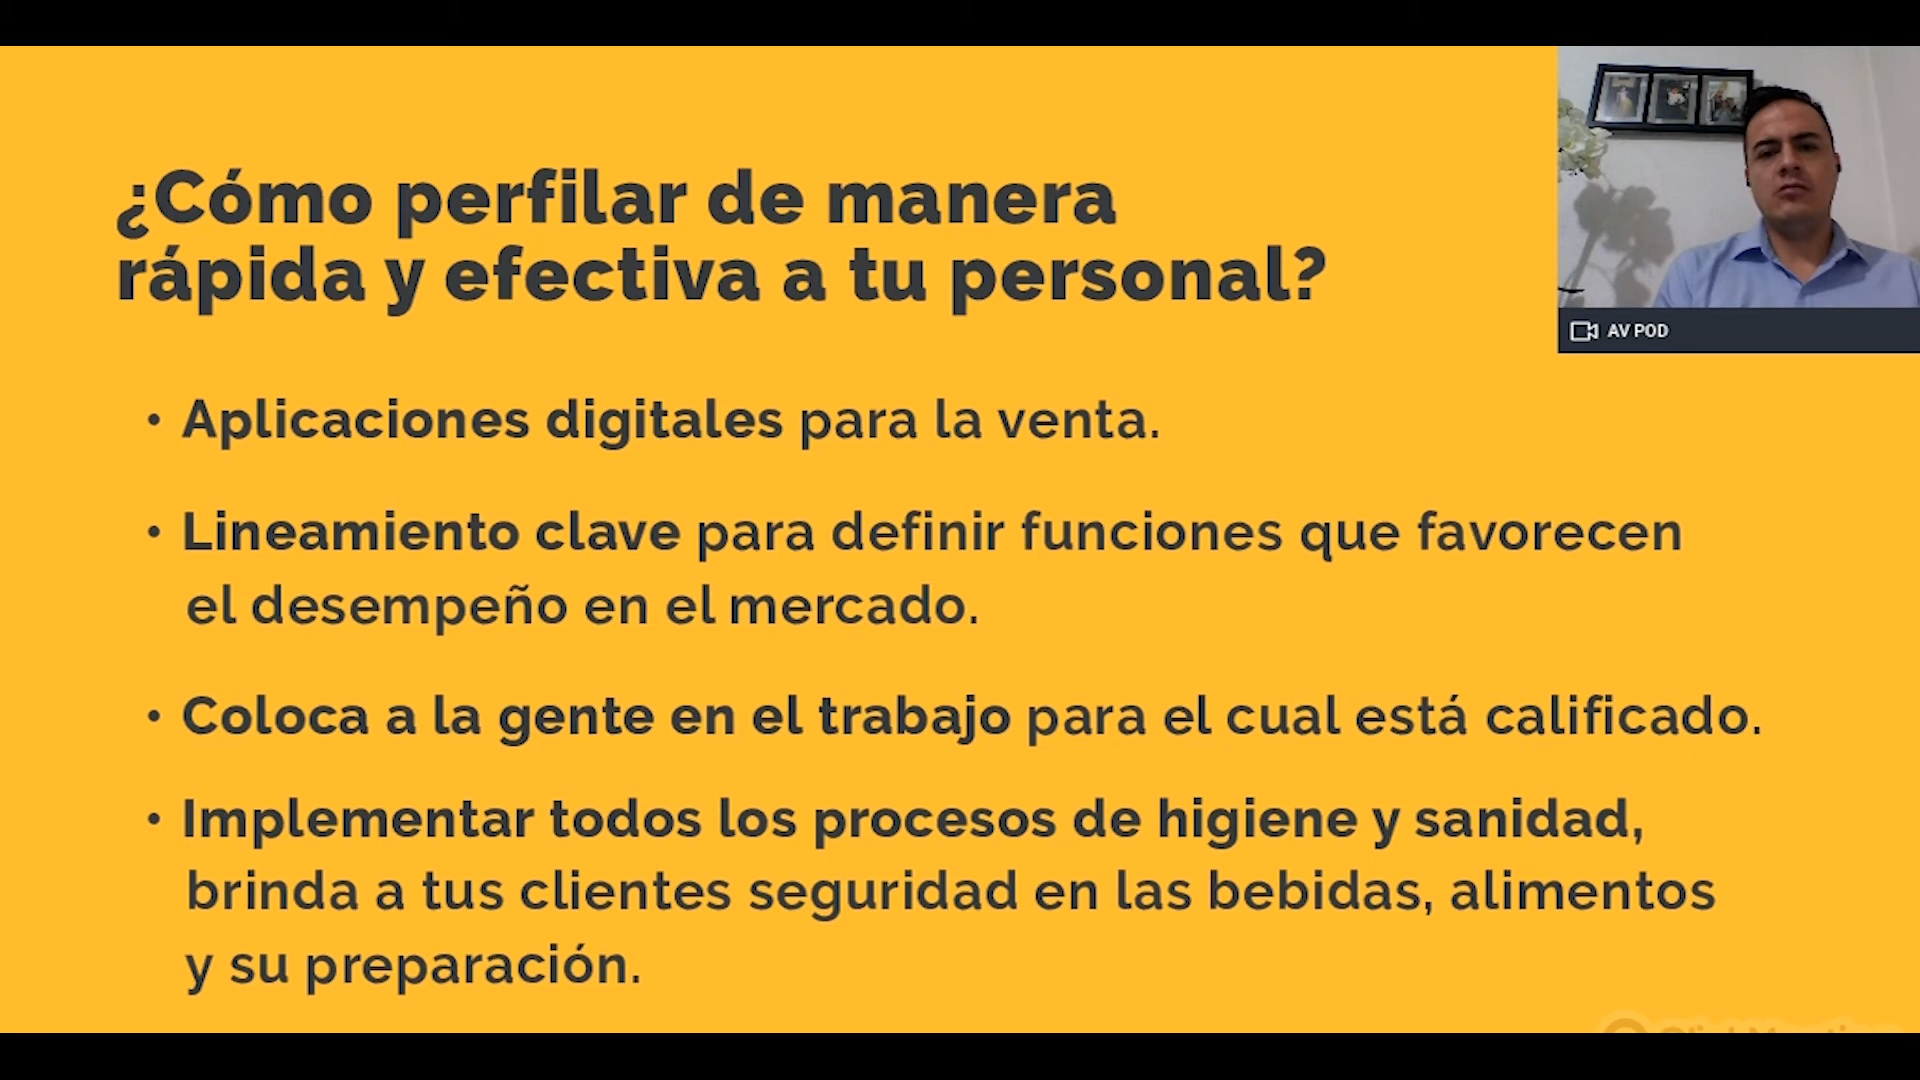 ¿Cómo perfilar de manera
rápida y efectiva a tu personal?
AV POD
• Aplicaciones digitales para la venta.
• Lineamiento clave para definir funciones que favorecen
el desempeño en el mercado.
• Coloca a la gente en el trabajo para el cual está calificado.
• Implementar todos los procesos de higiene y sanidad,
brinda a tus clientes seguridad en las bebidas, alimentos
y su preparación.